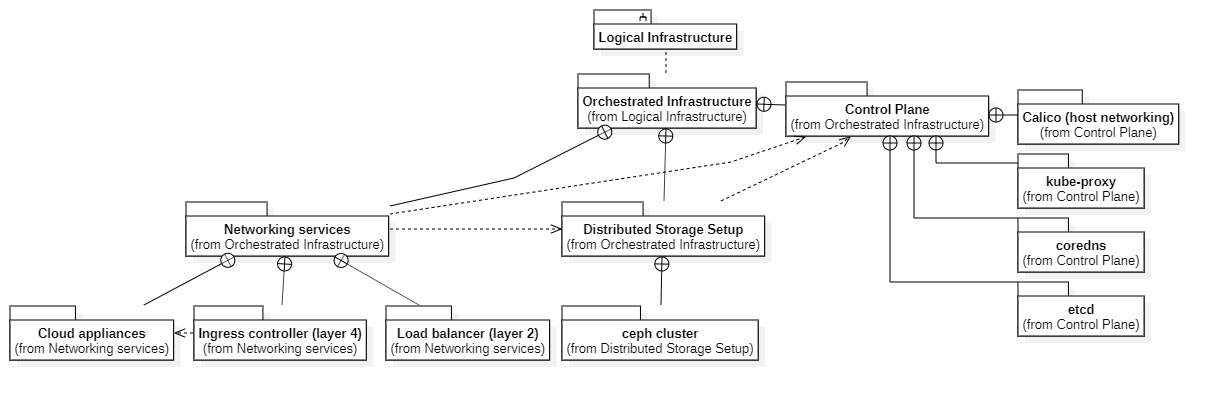 Logical Infrastructure
Orchestrated Infrastructure
(from Logical Infrastructure)
Control Plane
(from Orchestrated Infrastructure)
Calico (host networking)
(from Control Plane)
kube-proxy
(from Control Plane)
Networking services
(from Orchestrated Infrastructure)
Distributed Storage Setup
(from Orchestrated Infrastructure)
coredns
(from Control Plane)
etcd
(from Control Plane)
Cloud appliances
(from Networking services)
Ingress controller (layer 4)
(from Networking services)
Load balancer (layer 2)
(from Networking services)
ceph cluster
(from Distributed Storage Setup)